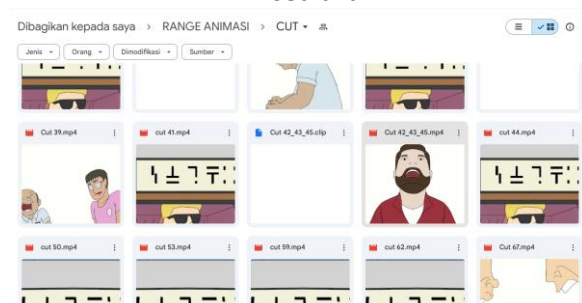 Dibagikan kepada saya > RANGE ANIMASI > CUT
Jenis Orang Dimodifikasi Sumber
Cut 39.mp4
cut 41.mp4
Cut 42_43_45.clip
Cut 42_43_45.mp4
cut 44.mp4
cut 50.mp4
cut 53.mp4
cut 59.mp4
cut 62.mp4
Cut 67.mp4